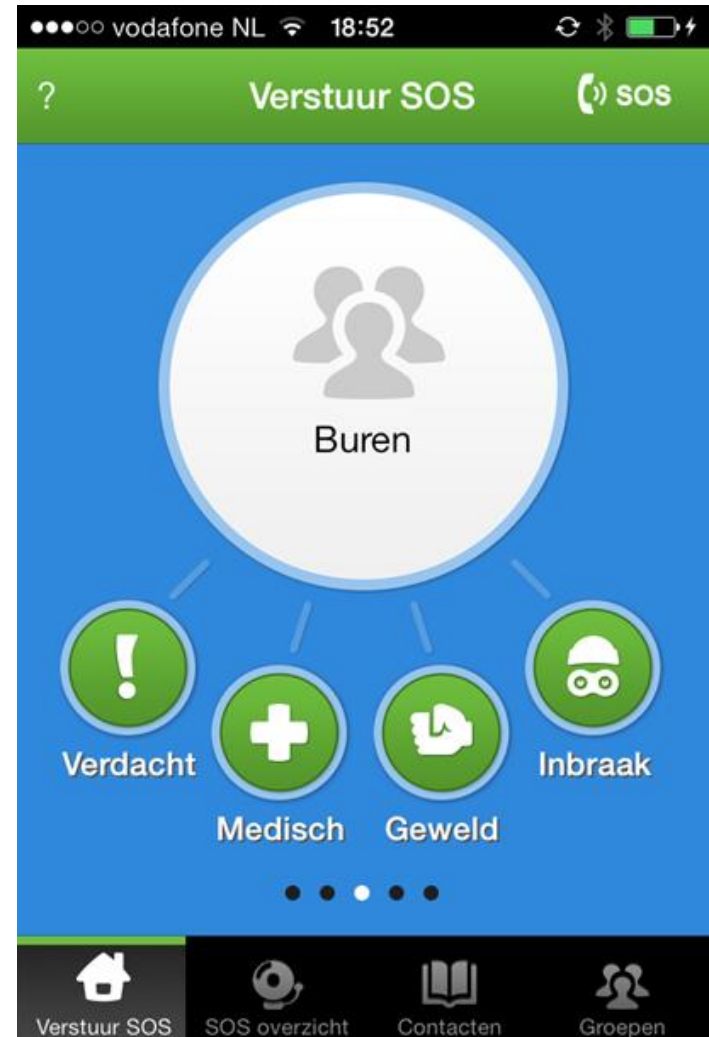 vodafone NL 18:52
? Verstuur SOS SOS
Buren
Verdacht
Medisch
Geweld
Inbraak
Verstuur SOS
SOS overzicht
Contacten
Groepen